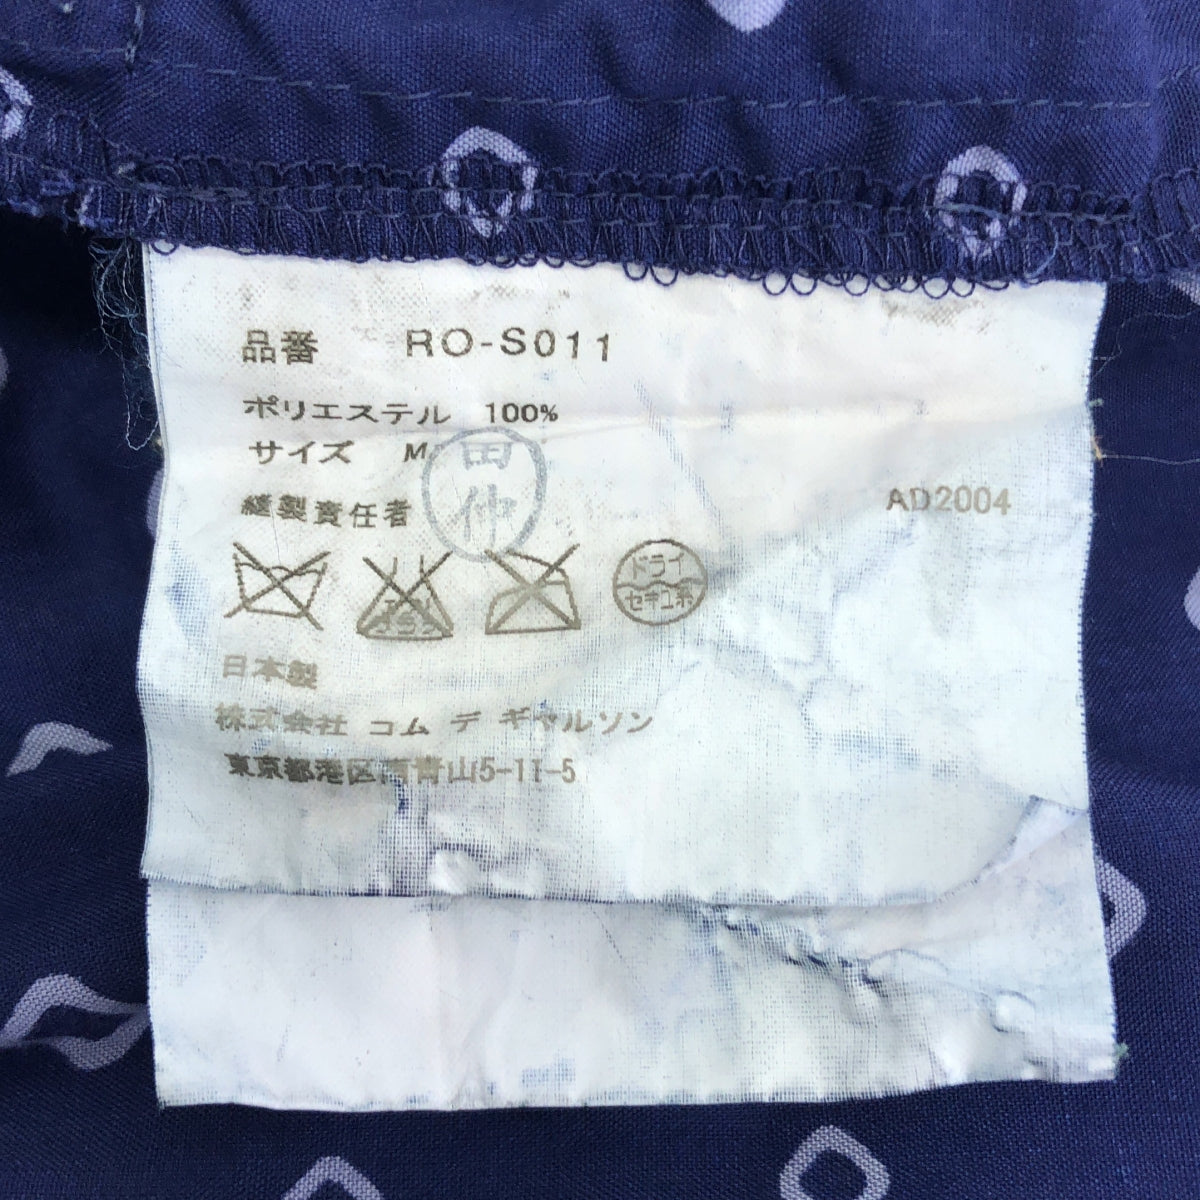 品番 RO-S011
ポリエステル 100%
サイズ M
田仲
縫製責任者
AD2004
ドライ
セキユ系
日本製
株式会社 コム デ ギャルソン
東京都港区南青山5-11-5